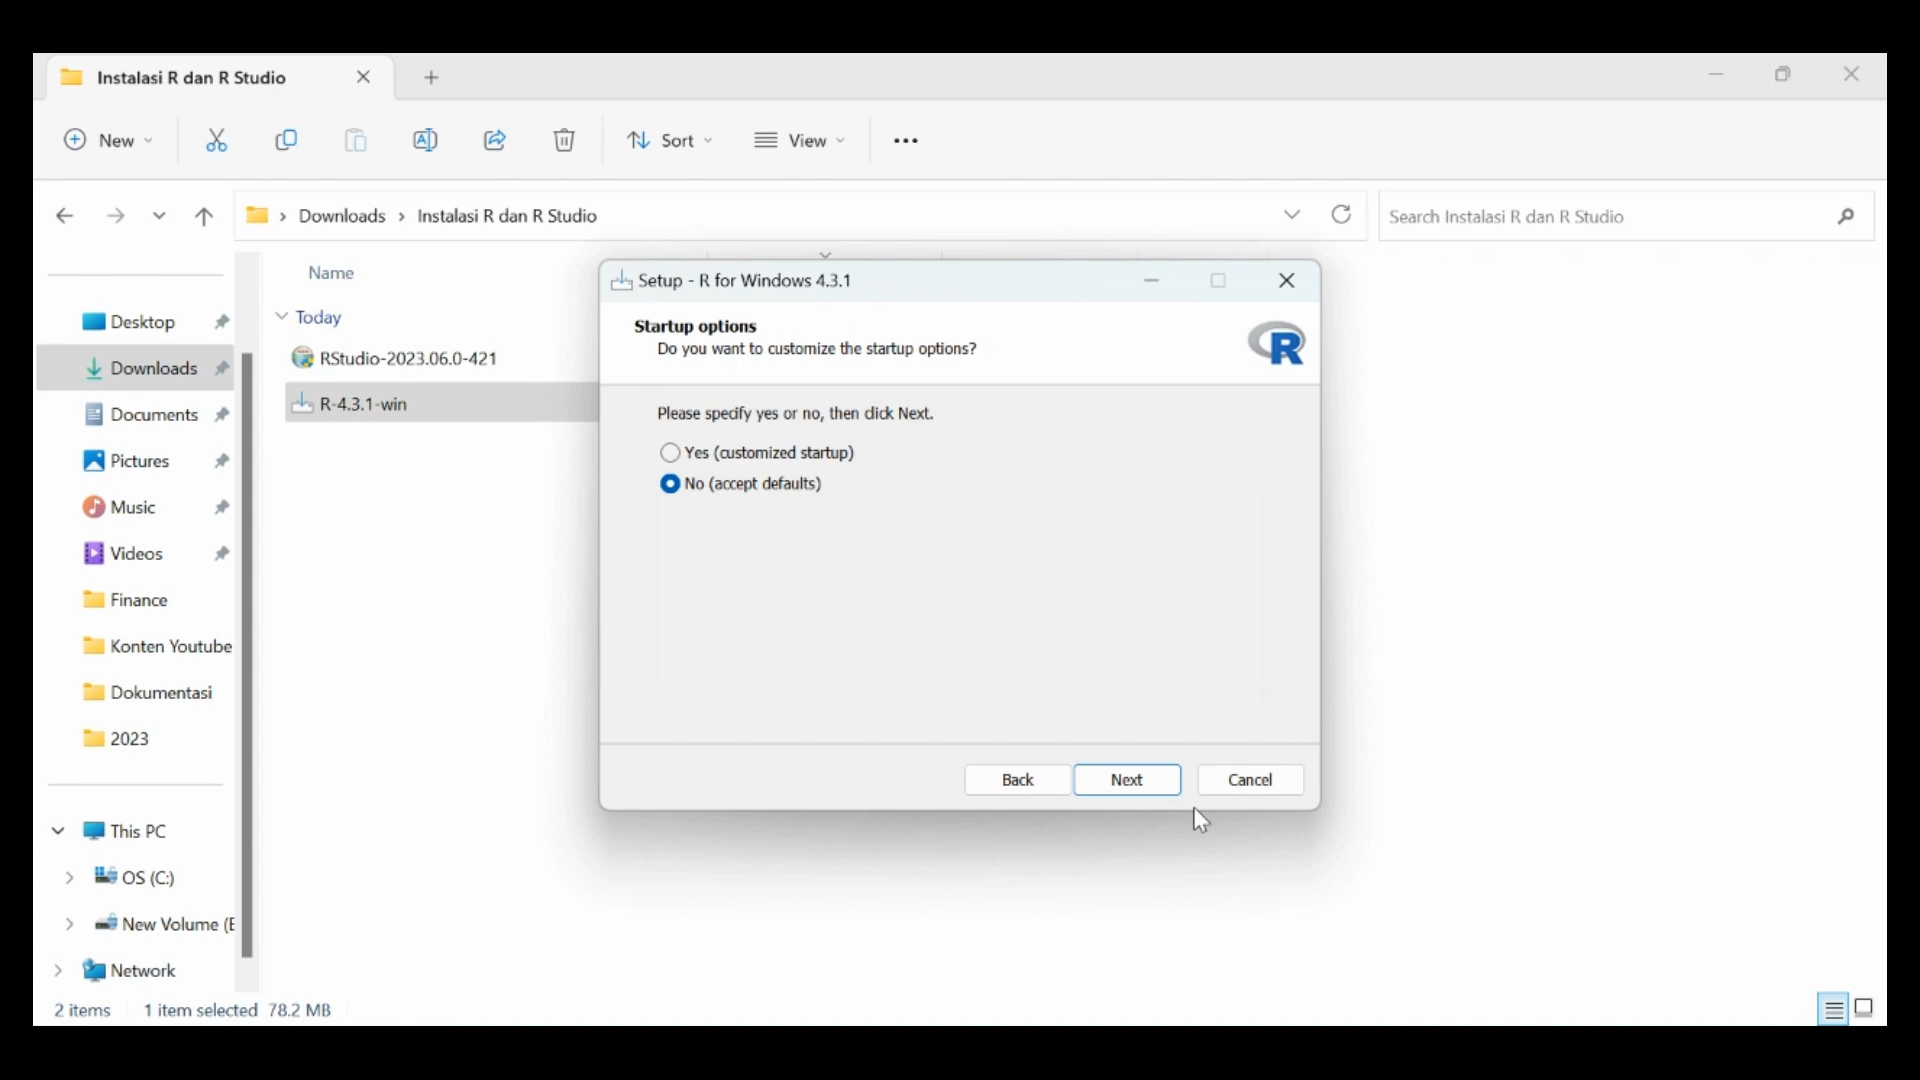 Instalasi R dan R Studio
New
Sort
View
Downloads › Instalasi R dan R Studio
Search Instalasi R dan R Studio
Name
Today
RStudio-2023.06.0-421
R-4.3.1-win
Desktop
Downloads
Documents
Pictures
Music
Videos
Finance
Konten Youtube
Dokumentasi
2023
This PC
OS (C:)
New Volume (E
Network
2 items
1 item selected 78.2 MB
Setup - R for Windows 4.3.1
Startup options
Do you want to customize the startup options?
R
Please specify yes or no, then click Next.
Yes (customized startup)
No (accept defaults)
Back
Next
Cancel